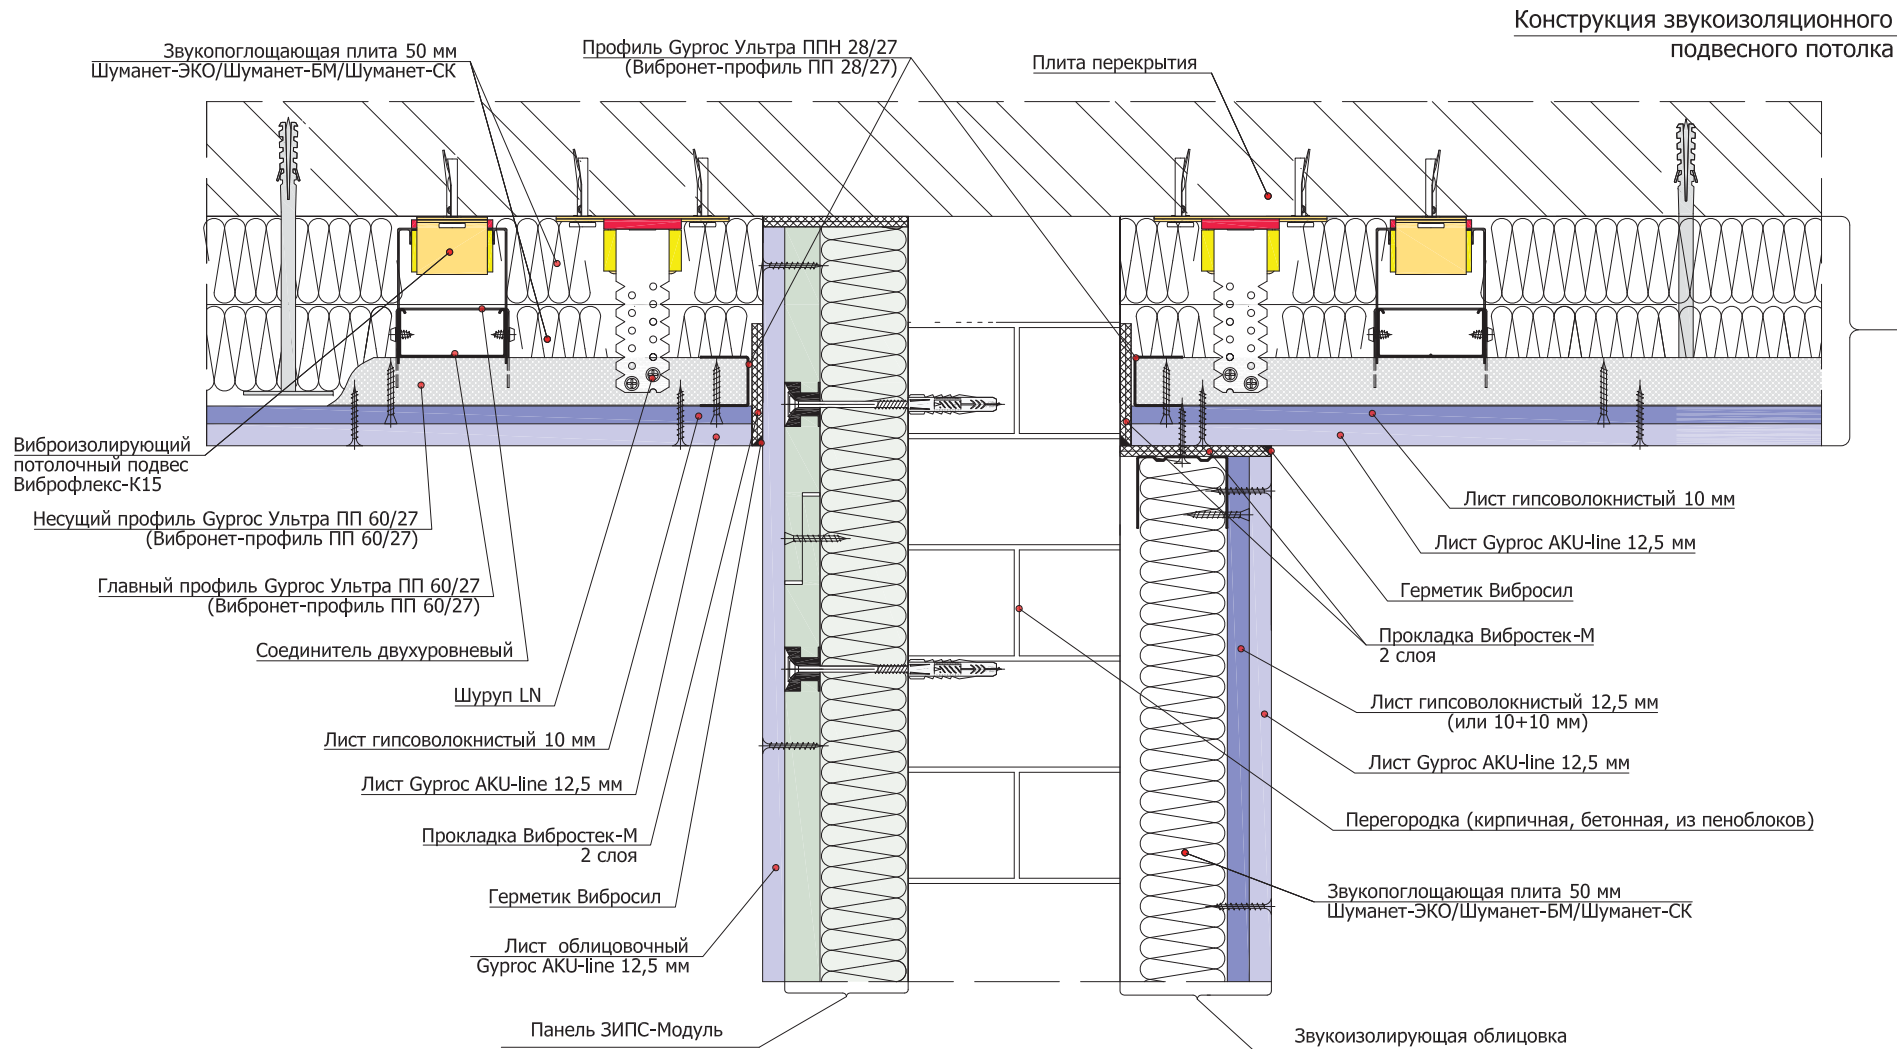 Конструкция звукоизоляционного
подвесного потолка
Звукопоглощающая плита 50 мм
Шуманет-ЭКО/Шуманет-БМ/Шуманет-СК
Профиль Gyproc Ультра ППН 28/27
(Вибронет-профиль ПП 28/27)
Плита перекрытия
Виброизолирующий
потолочный подвес
Виброфлекс-К15
Несущий профиль Gyproc Ультра ПП 60/27
(Вибронет-профиль ПП 60/27)
Главный профиль Gyproc Ультра ПП 60/27
(Вибронет-профиль ПП 60/27)
Соединитель двухуровневый
Шуруп LN
Лист гипсоволокнистый 10 мм
Лист Gyproc AKU-line 12,5 мм
Прокладка Вибростек-М
2 слоя
Герметик Вибросил
Лист облицовочный
Gyproc AKU-line 12,5 мм
Панель ЗИПС-Модуль
Лист гипсоволокнистый 10 мм
Лист Gyproc AKU-line 12,5 мм
Герметик Вибросил
Прокладка Вибростек-М
2 слоя
Лист гипсоволокнистый 12,5 мм
(или 10+10 мм)
Лист Gyproc AKU-line 12,5 мм
Перегородка (кирпичная, бетонная, из пеноблоков)
Звукопоглощающая плита 50 мм
Шуманет-ЭКО/Шуманет-БМ/Шуманет-СК
Звукоизолирующая облицовка